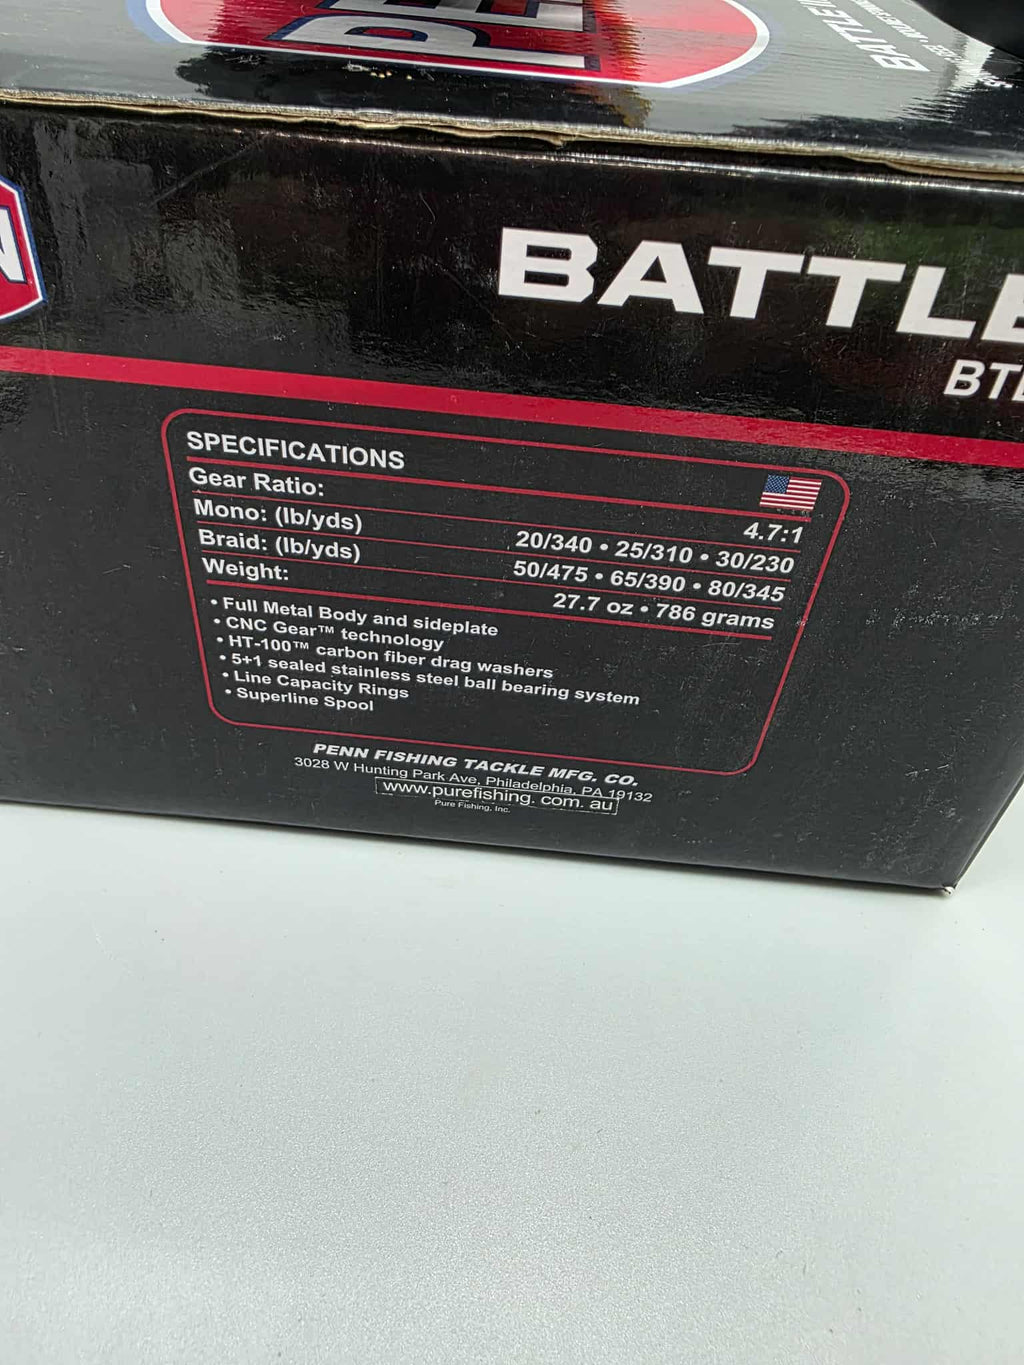 BATTLE III
BATTLE
SPECIFICATIONS
Gear Ratio: 4.7:1
Mono: (lb/yds) 20/340 • 25/310 • 30/230
Braid: (lb/yds) 50/475 • 65/390 • 80/345
Weight: 27.7 oz • 786 grams
• Full Metal Body and sideplate
• CNC Gear™ technology
• HT-100™ carbon fiber drag washers
• 5+1 sealed stainless steel ball bearing system
• Line Capacity Rings
• Superline Spool
PENN FISHING TACKLE MFG. CO.
3028 W Hunting Park Ave, Philadelphia, PA 19132
www.purefishing. com. au
Pure Fishing, Inc.